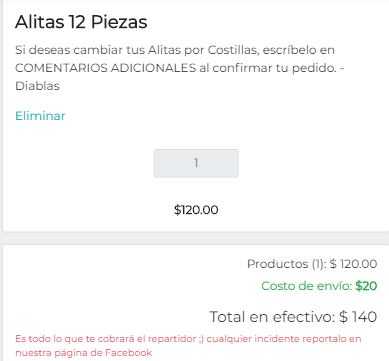 Alitas 12 Piezas
Si deseas cambiar tus Alitas por Costillas, escríbelo en
COMENTARIOS ADICIONALES al confirmar tu pedido. -
Diablas
Eliminar
1
$120.00
Productos (1): $ 120.00
Costo de envío: $20
Total en efectivo: $ 140
Es todo lo que te cobrará el repartidor ;) cualquier incidente reportalo en
nuestra página de Facebook